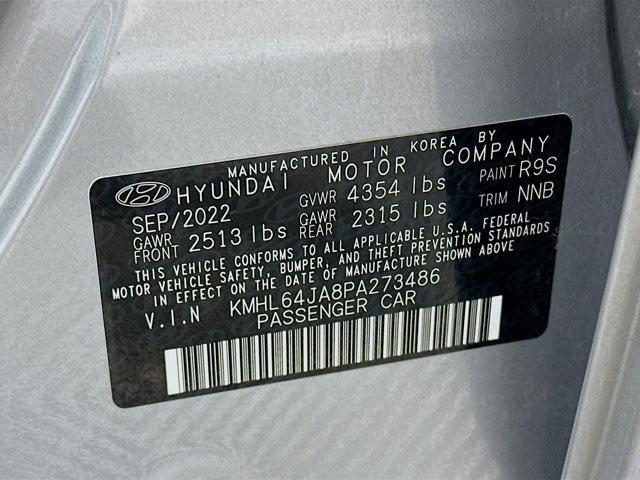 MANUFACTURED IN KOREA BY
HYUNDAI MOTOR COMPANY
SEP/2022 GVWR 4354 lbs PAINT R9S
GAWR FRONT 2513 lbs GAWR REAR 2315 lbs TRIM NNB
THIS VEHICLE CONFORMS TO ALL APPLICABLE U.S.A. FEDERAL
MOTOR VEHICLE SAFETY, BUMPER, AND THEFT PREVENTION STANDARDS
IN EFFECT ON THE DATE OF MANUFACTURE SHOWN ABOVE.
V.I.N KMHL64JA8PA273486
PASSENGER CAR